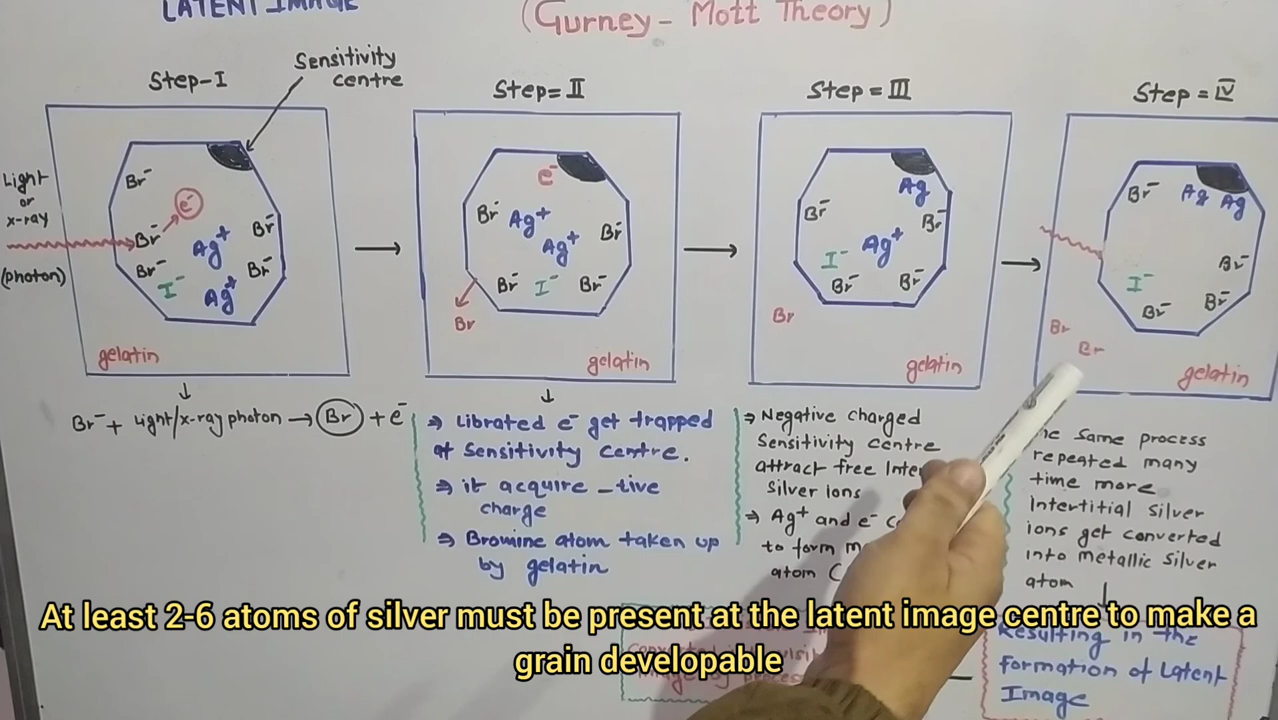 LATENT IMAGE
(Gurney - Mott Theory)
Step-I
Sensitivity
centre
Light
or
x-ray
(photon)
Br⁻
e⁻
Br⁻
Ag⁺
Br⁻
Br⁻
I⁻
Ag⁺
Br⁻
gelatin
Br⁻ + Light/x-ray photon → Br + e⁻
Step = II
e⁻
Br⁻
Ag⁺
Ag⁺
Br⁻
Br⁻
I⁻
Br⁻
Br
gelatin
⇒ Librated e⁻ get trapped
at Sensitivity Centre.
⇒ it acquire -tive
charge
⇒ Bromine atom taken up
by gelatin
Step = III
Ag
Br⁻
Br⁻
I⁻
Ag⁺
Br⁻
Br⁻
Br
gelatin
⇒ Negative charged
Sensitivity centre
attract free
Silver ions
⇒ Ag⁺ and e⁻
to form
atom
Step = IV
Br⁻
Ag Ag
Br⁻
I⁻
Br⁻
Br⁻
Br
Br
gelatin
Same process
repeated many
time more
Intertitial silver
ions get converted
into metallic silver
atom
Resulting in the
formation of Latent
Image
At least 2-6 atoms of silver must be present at the latent image centre to make a
grain developable